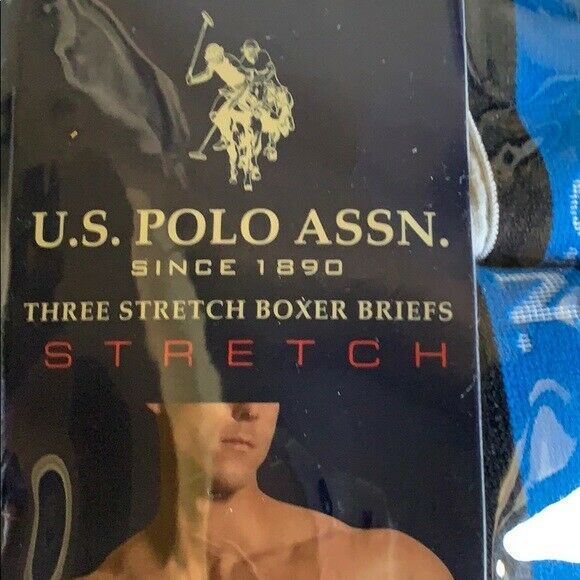 U.S. POLO ASSN.
SINCE 1890
THREE STRETCH BOXER BRIEFS
STRETCH